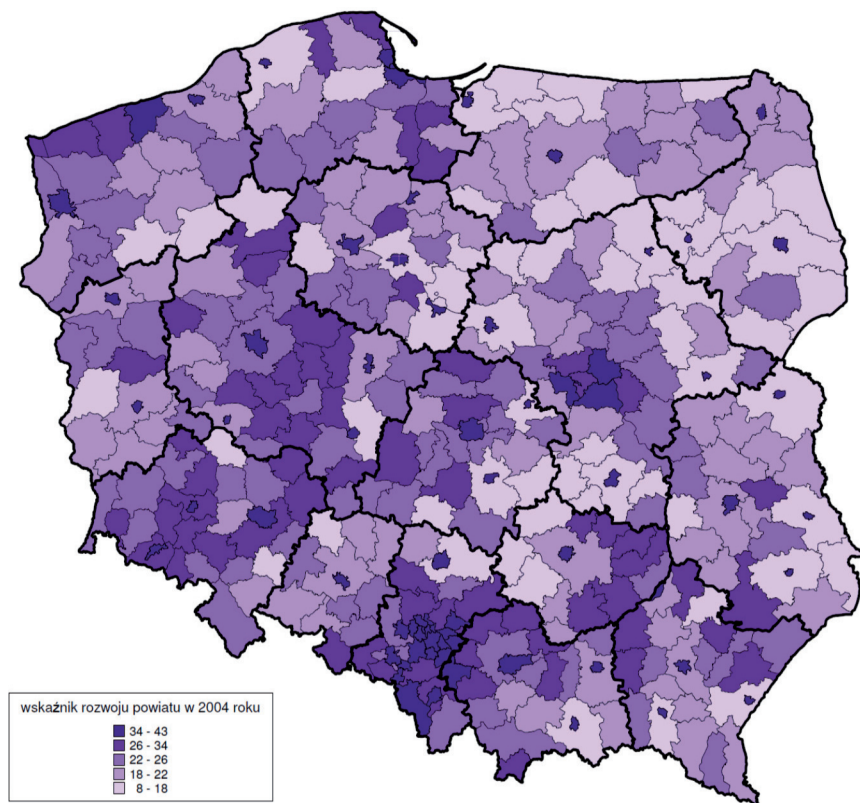 wskaźnik rozwoju powiatu w 2004 roku
34 - 43
26 - 34
22 - 26
18 - 22
8 - 18